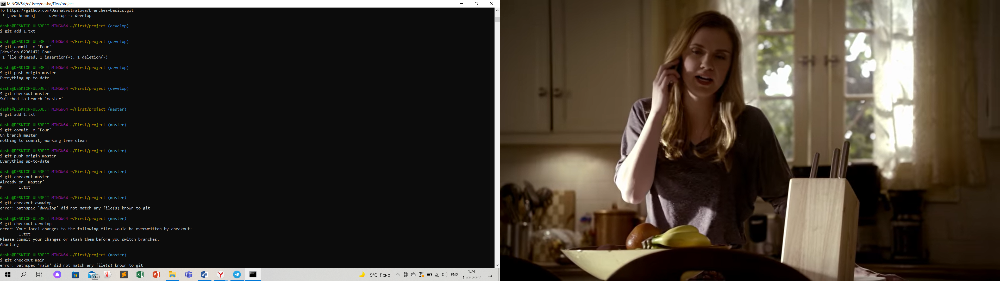 MINGW64:/c/Users/dasha/First/project
To https://github.com/DashaEvstratova/branches-basics.git
 * [new branch]      develop -> develop
dasha@DESKTOP-UL53BJT MINGW64 ~/First/project (develop)
$ git add 1.txt
dasha@DESKTOP-UL53BJT MINGW64 ~/First/project (develop)
$ git commit -m "Four"
[develop 6236147] Four
 1 file changed, 1 insertion(+), 1 deletion(-)
dasha@DESKTOP-UL53BJT MINGW64 ~/First/project (develop)
$ git push origin master
Everything up-to-date
dasha@DESKTOP-UL53BJT MINGW64 ~/First/project (develop)
$ git checkout master
Switched to branch 'master'
dasha@DESKTOP-UL53BJT MINGW64 ~/First/project (master)
$ git add 1.txt
dasha@DESKTOP-UL53BJT MINGW64 ~/First/project (master)
$ git commit -m "Four"
On branch master
nothing to commit, working tree clean
dasha@DESKTOP-UL53BJT MINGW64 ~/First/project (master)
$ git push origin master
Everything up-to-date
dasha@DESKTOP-UL53BJT MINGW64 ~/First/project (master)
$ git checkout master
Already on 'master'
M       1.txt
dasha@DESKTOP-UL53BJT MINGW64 ~/First/project (master)
$ git checkout dwvwlop
error: pathspec 'dwvwlop' did not match any file(s) known to git
dasha@DESKTOP-UL53BJT MINGW64 ~/First/project (master)
$ git checkout develop
error: Your local changes to the following files would be overwritten by checkout:
        1.txt
Please commit your changes or stash them before you switch branches.
Aborting
dasha@DESKTOP-UL53BJT MINGW64 ~/First/project (master)
$ git checkout main
error: pathspec 'main' did not match any file(s) known to git
99+
-9°C Ясно
ENG
1:24
15.02.2022